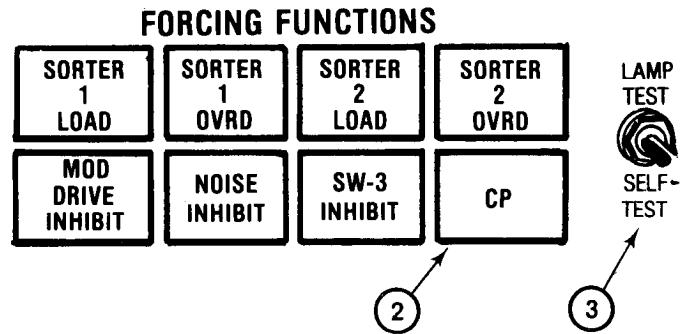 FORCING FUNCTIONS
SORTER
1
LOAD
SORTER
1
OVRD
SORTER
2
LOAD
SORTER
2
OVRD
LAMP
TEST
MOD
DRIVE
INHIBIT
NOISE
INHIBIT
SW-3
INHIBIT
CP
SELF-
TEST
2
3